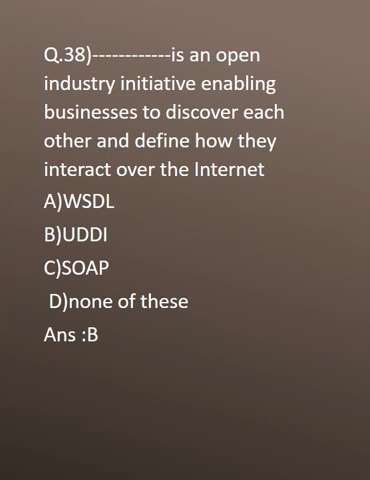 Q.38)------------is an open
industry initiative enabling
businesses to discover each
other and define how they
interact over the Internet
A)WSDL
B)UDDI
C)SOAP
D)none of these
Ans :B